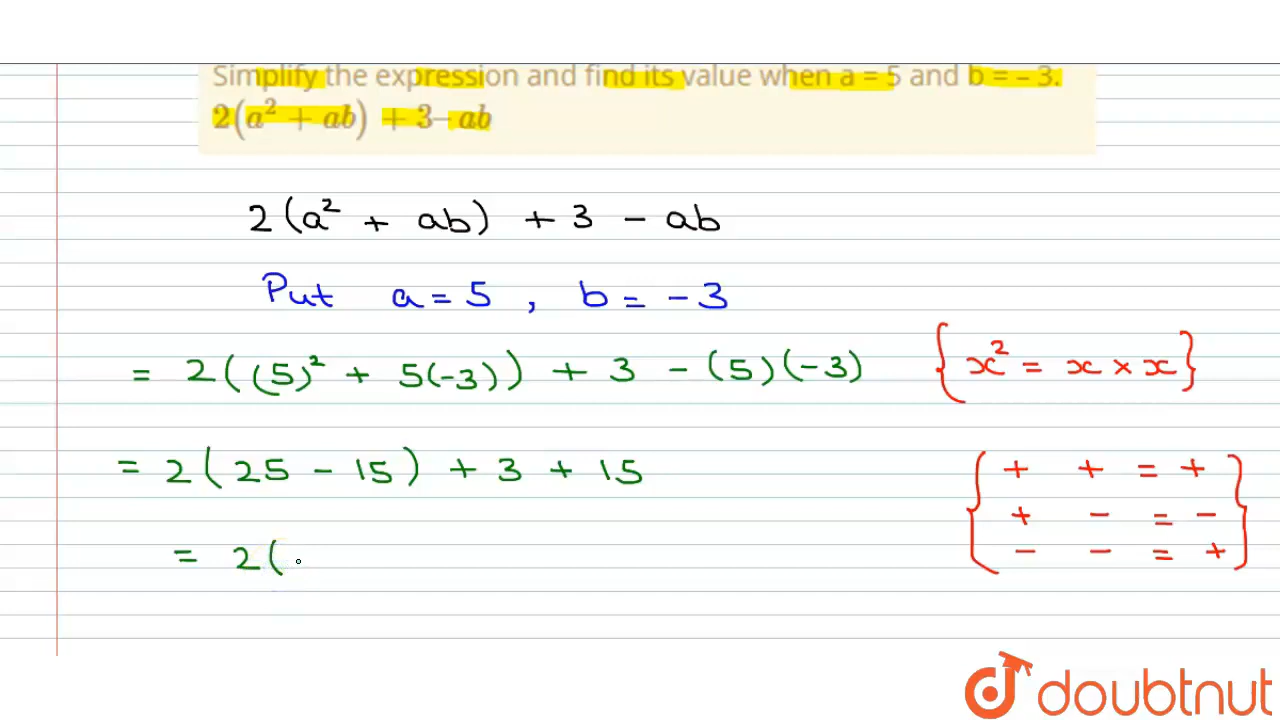 Simplify the expression and find its value when a = 5 and b = – 3.
2(a² + ab) + 3– ab
2(a² + ab) + 3 - ab
Put a = 5 , b = -3
= 2((5)² + 5(-3)) + 3 - (5)(-3) {x² = x × x}
= 2(25 - 15) + 3 + 15
{+ + = +
+ - = -
- - = +}
= 2(
doubtnut